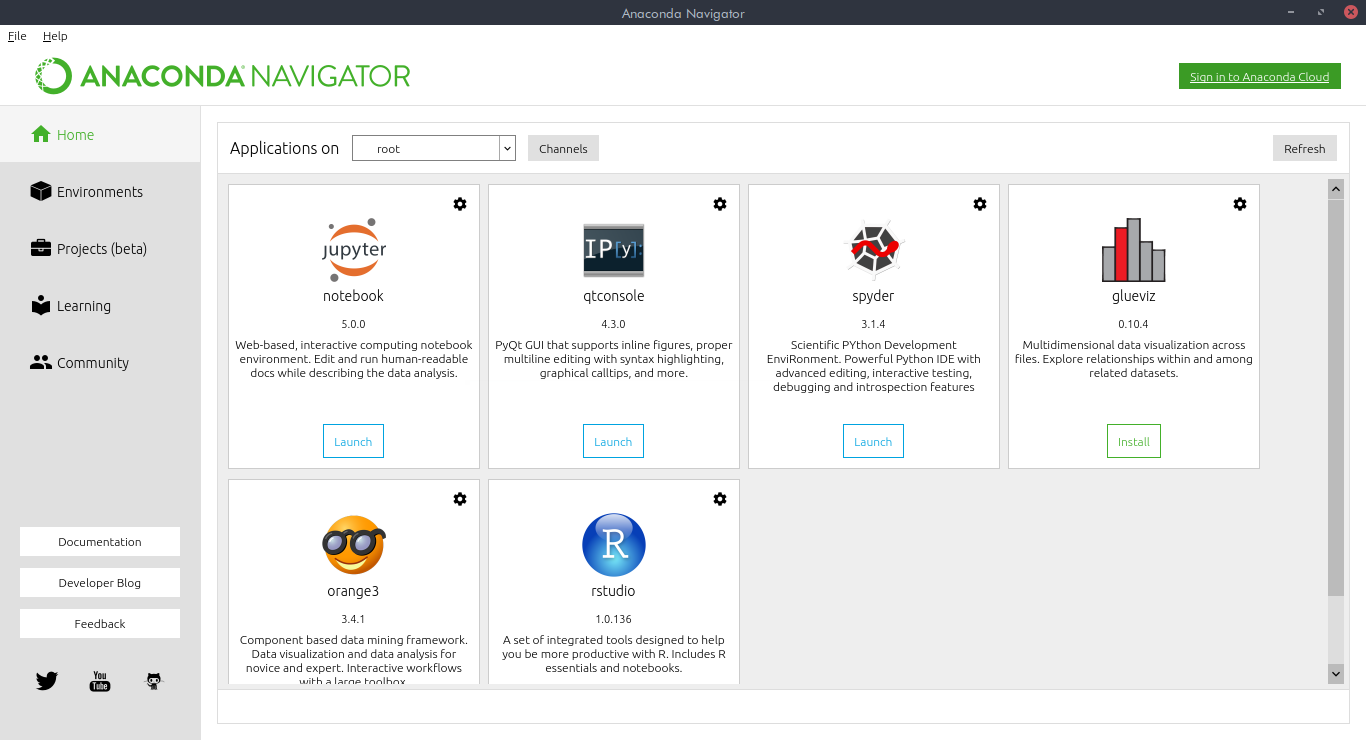 Anaconda Navigator
File Help
ANACONDA NAVIGATOR
Sign in to Anaconda Cloud
Home
Environments
Projects (beta)
Learning
Community
Documentation
Developer Blog
Feedback
You
Tube
Applications on root Channels Refresh
jupyter
notebook
5.0.0
Web-based, interactive computing notebook
environment. Edit and run human-readable
docs while describing the data analysis.
Launch
IP[y]:
qtconsole
4.3.0
PyQt GUI that supports inline figures, proper
multiline editing with syntax highlighting,
graphical calltips, and more.
Launch
spyder
3.1.4
Scientific PYthon Development
EnviRonment. Powerful Python IDE with
advanced editing, interactive testing,
debugging and introspection features
Launch
glueviz
0.10.4
Multidimensional data visualization across
files. Explore relationships within and among
related datasets.
Install
orange3
3.4.1
Component based data mining framework.
Data visualization and data analysis for
novice and expert. Interactive workflows
with a large toolbox.
R
rstudio
1.0.136
A set of integrated tools designed to help
you be more productive with R. Includes R
essentials and notebooks.